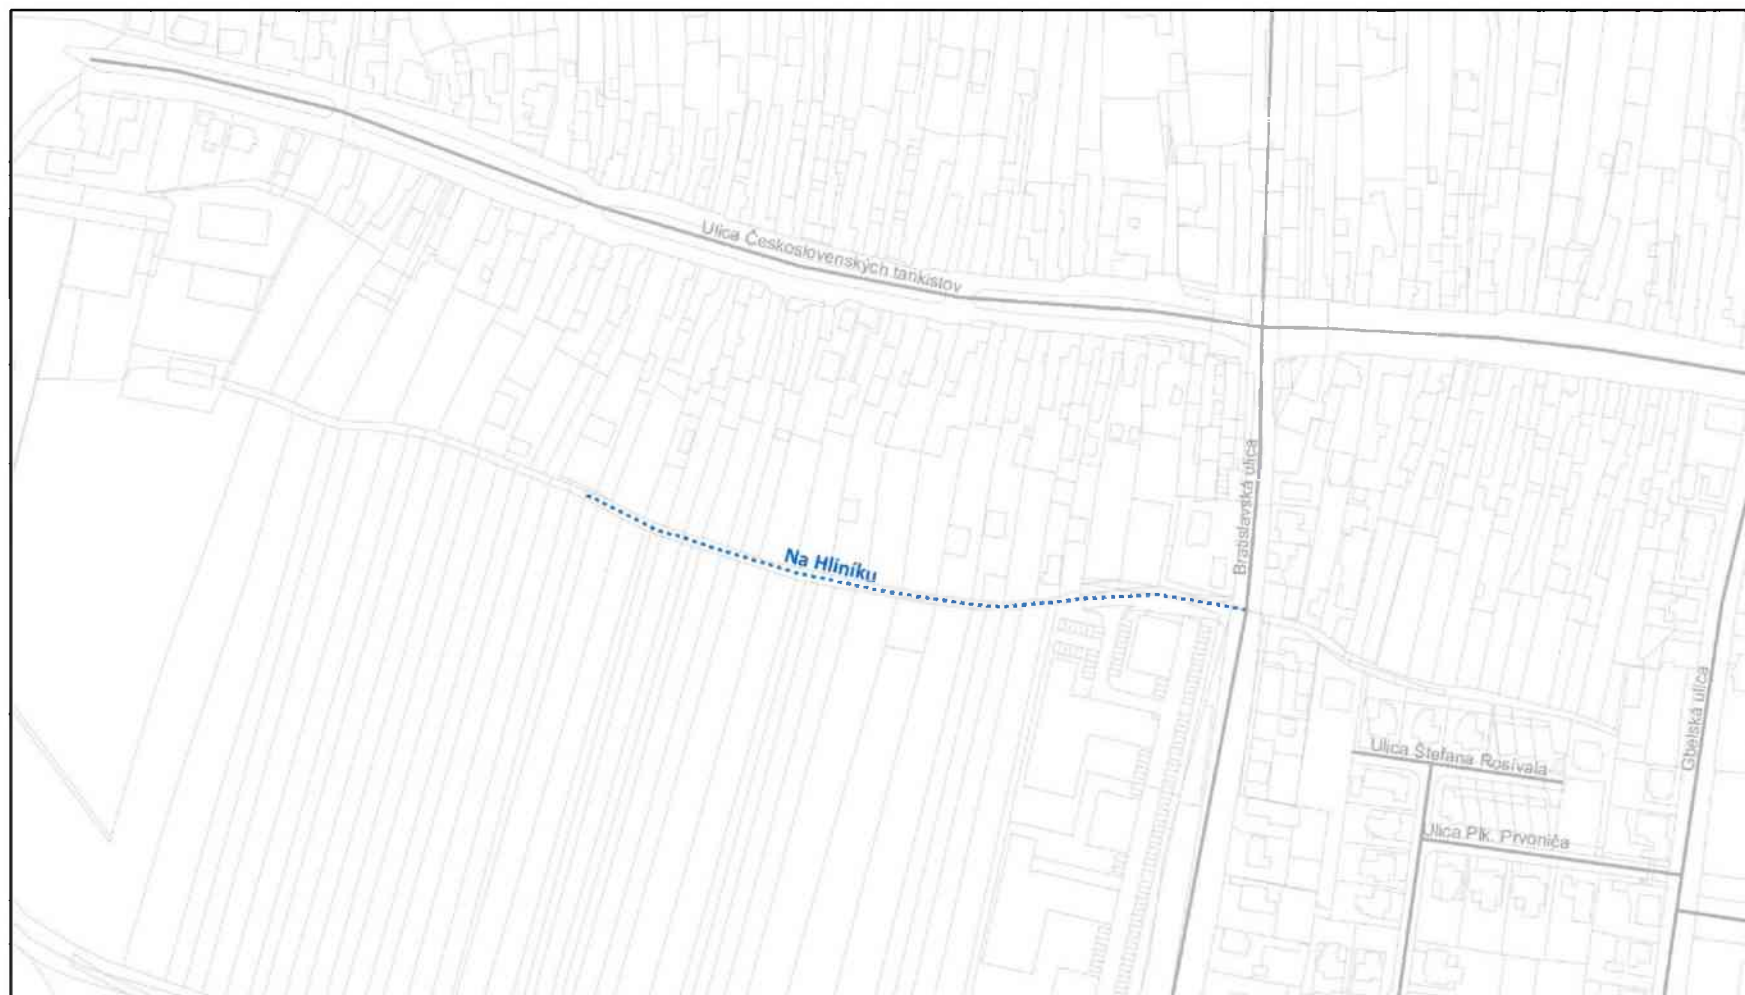 Ulica Československých tankistov
Bratislavská ulica
Na Hliníku
Gbelská ulica
Ulica Štefana Rosívala
Ulica Plk. Prvoniča